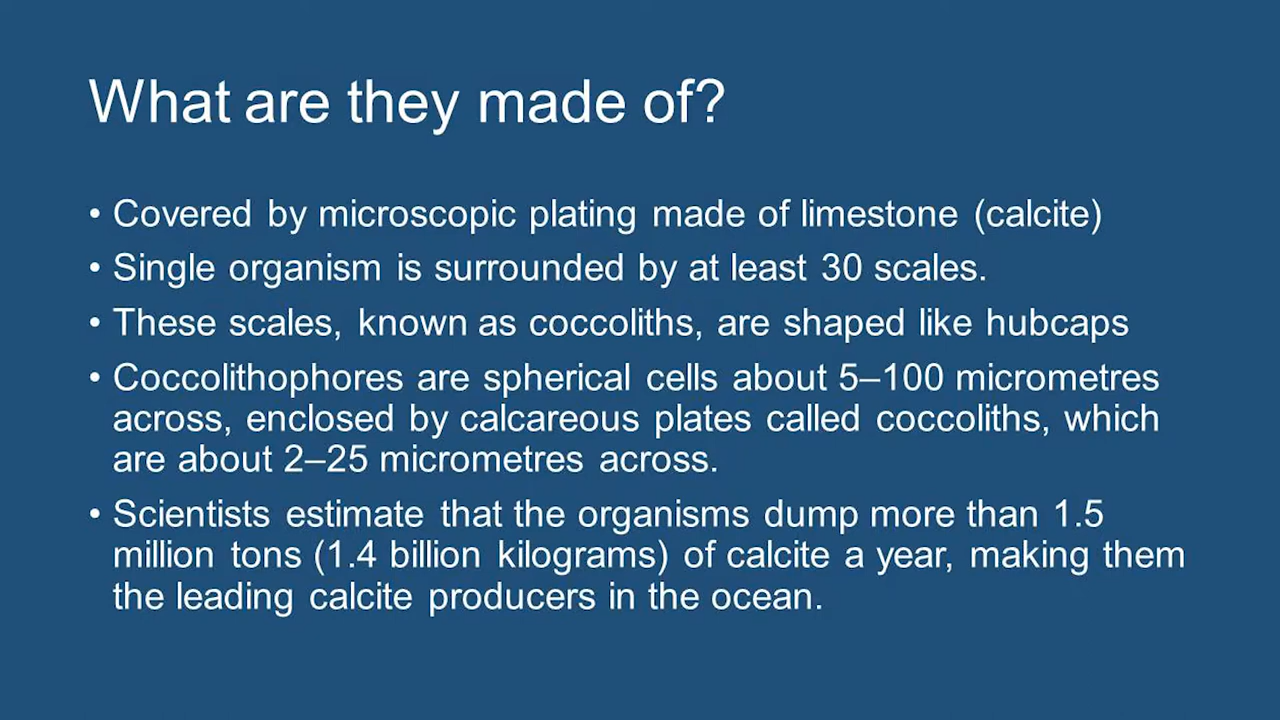 What are they made of?
• Covered by microscopic plating made of limestone (calcite)
• Single organism is surrounded by at least 30 scales.
• These scales, known as coccoliths, are shaped like hubcaps
• Coccolithophores are spherical cells about 5–100 micrometres
across, enclosed by calcareous plates called coccoliths, which
are about 2–25 micrometres across.
• Scientists estimate that the organisms dump more than 1.5
million tons (1.4 billion kilograms) of calcite a year, making them
the leading calcite producers in the ocean.